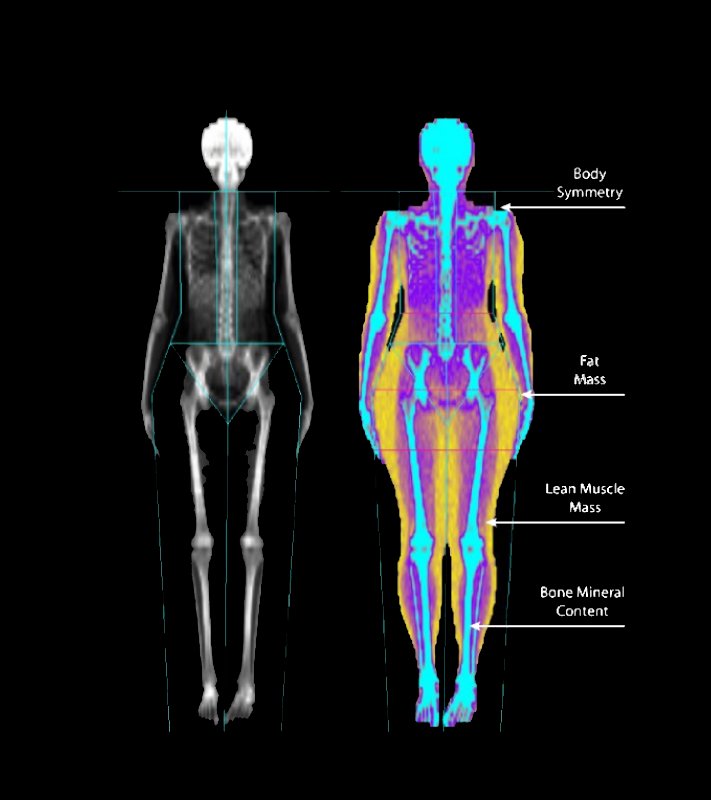 Body
Symmetry
Fat
Mass
Lean Muscle
Mass
Bone Mineral
Content